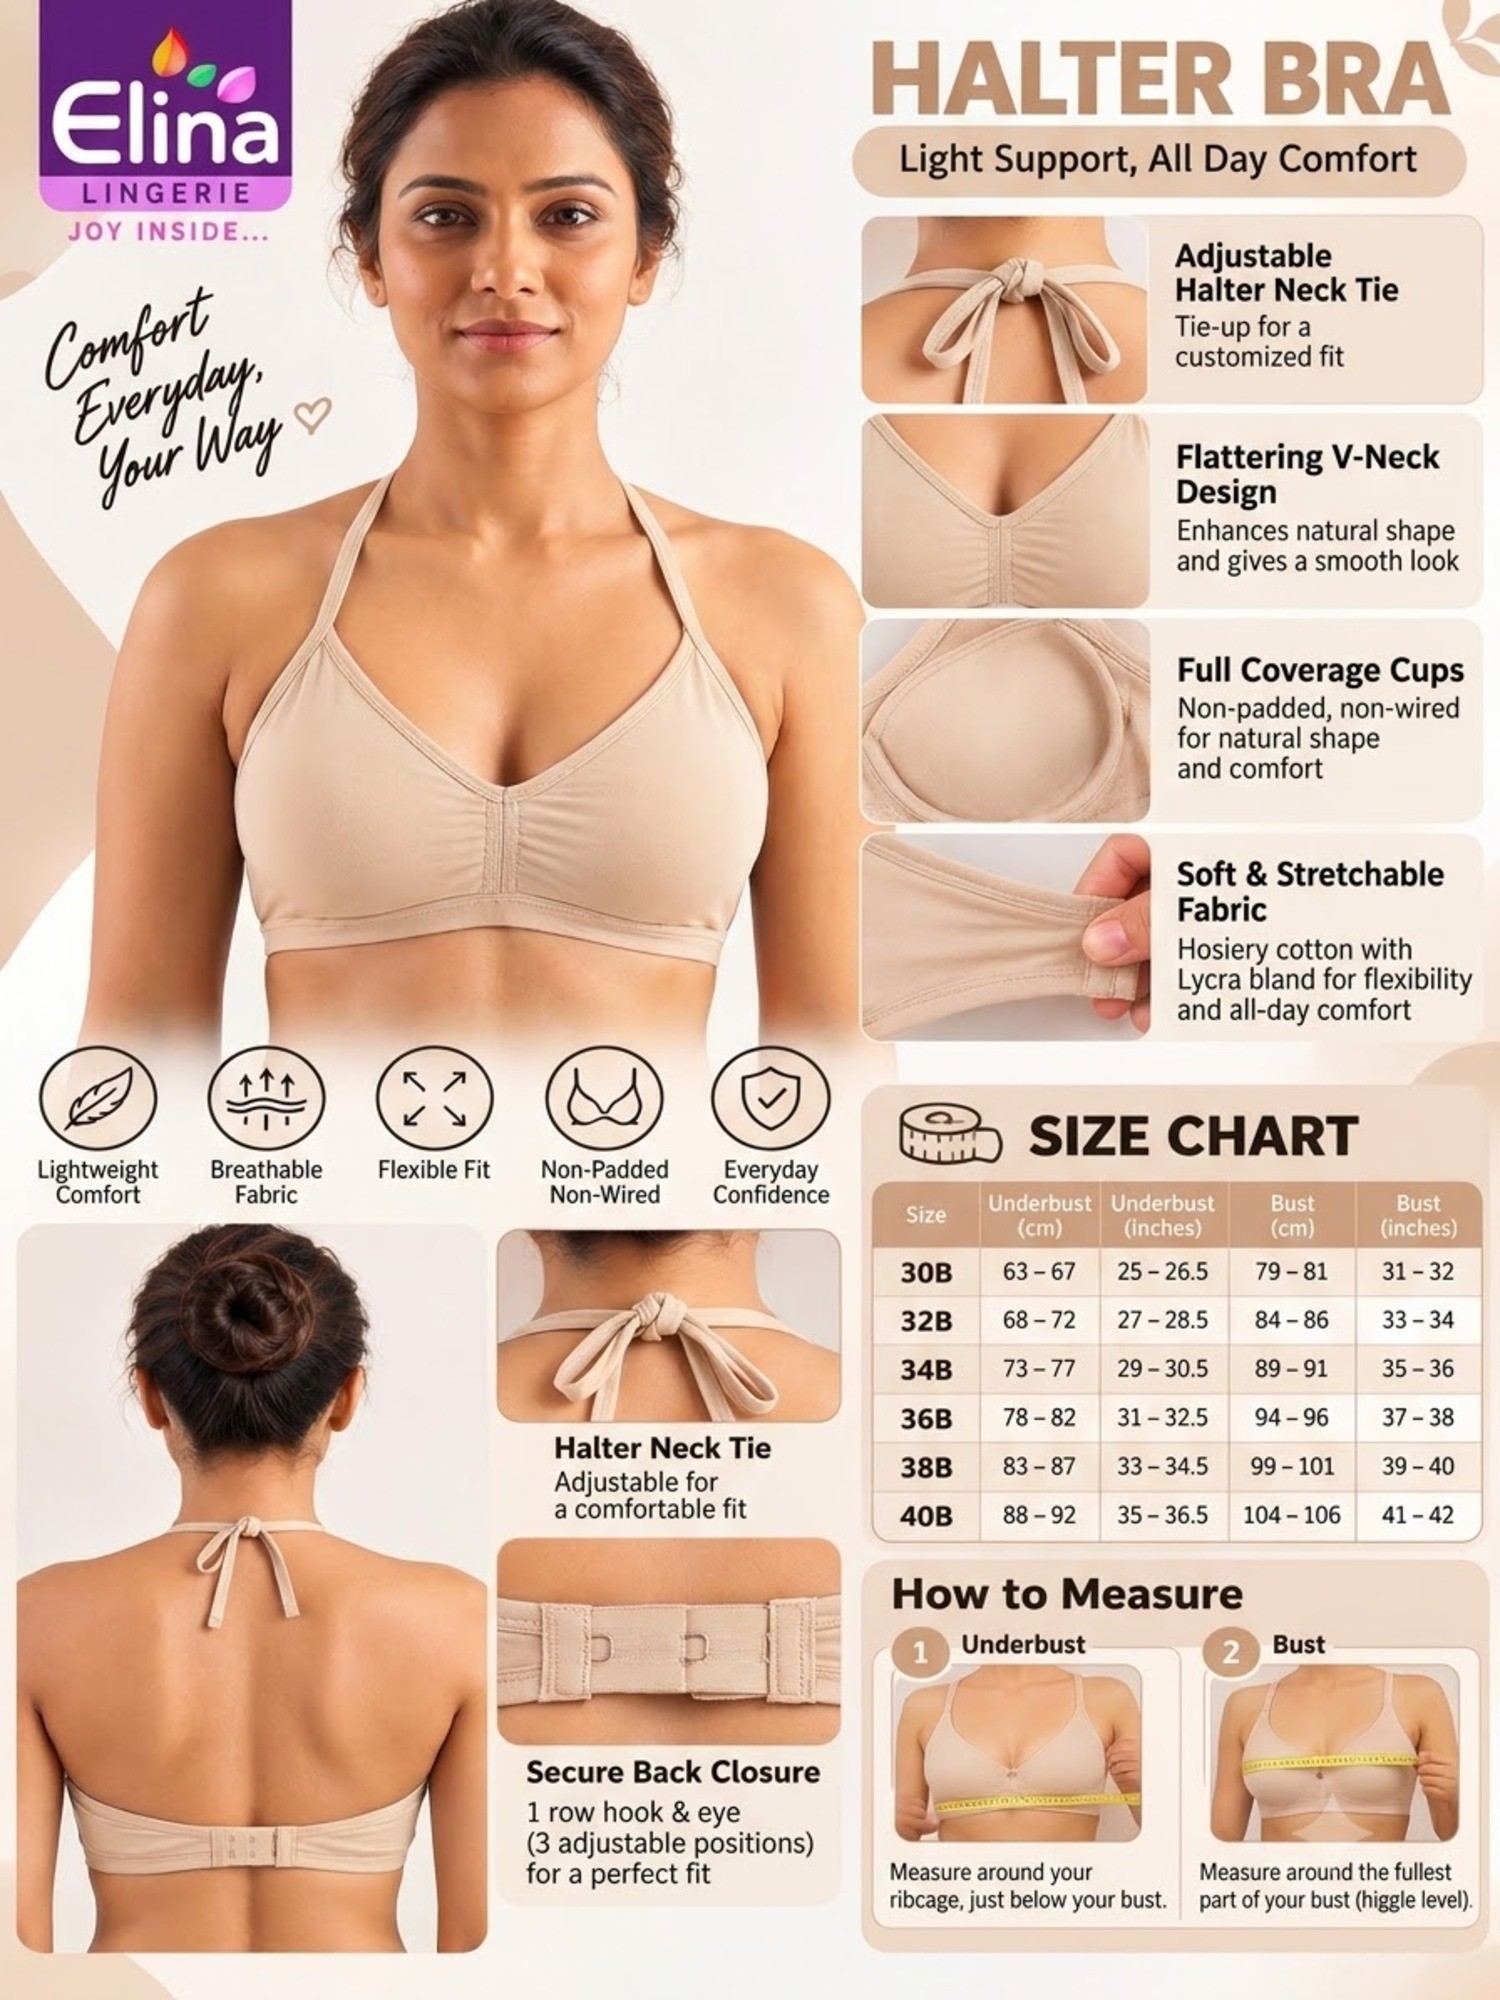 Elina
LINGERIE
JOY INSIDE...
Comfort
Everyday,
Your Way
HALTER BRA
Light Support, All Day Comfort
Adjustable
Halter Neck Tie
Tie-up for a
customized fit
Flattering V-Neck
Design
Enhances natural shape
and gives a smooth look
Full Coverage Cups
Non-padded, non-wired
for natural shape
and comfort
Soft & Stretchable
Fabric
Hosiery cotton with
Lycra bland for flexibility
and all-day comfort
Lightweight
Comfort
Breathable
Fabric
Flexible Fit
Non-Padded
Non-Wired
Everyday
Confidence
Halter Neck Tie
Adjustable for
a comfortable fit
Secure Back Closure
1 row hook & eye
(3 adjustable positions)
for a perfect fit
SIZE CHART
Size Underbust (cm) Underbust (inches) Bust (cm) Bust (inches)
30B 63 – 67 25 – 26.5 79 – 81 31 – 32
32B 68 – 72 27 – 28.5 84 – 86 33 – 34
34B 73 – 77 29 – 30.5 89 – 91 35 – 36
36B 78 – 82 31 – 32.5 94 – 96 37 – 38
38B 83 – 87 33 – 34.5 99 – 101 39 – 40
40B 88 – 92 35 – 36.5 104 – 106 41 – 42
How to Measure
1 Underbust
Measure around your
ribcage, just below your bust.
2 Bust
Measure around the fullest
part of your bust (higgle level).